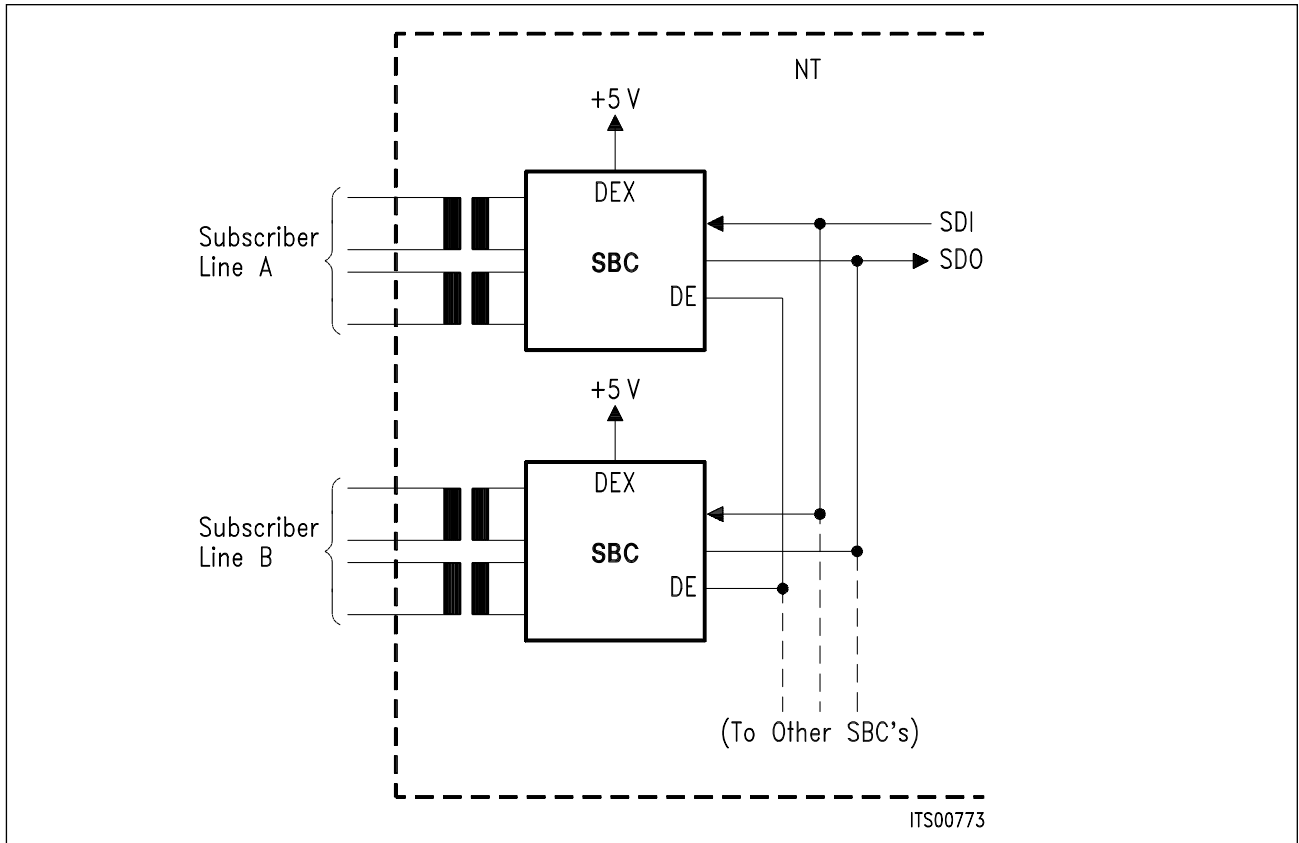 NT
+5 V
DEX
Subscriber
Line A
SBC
SDI
SDO
DE
+5 V
DEX
Subscriber
Line B
SBC
DE
(To Other SBC's)
ITS00773